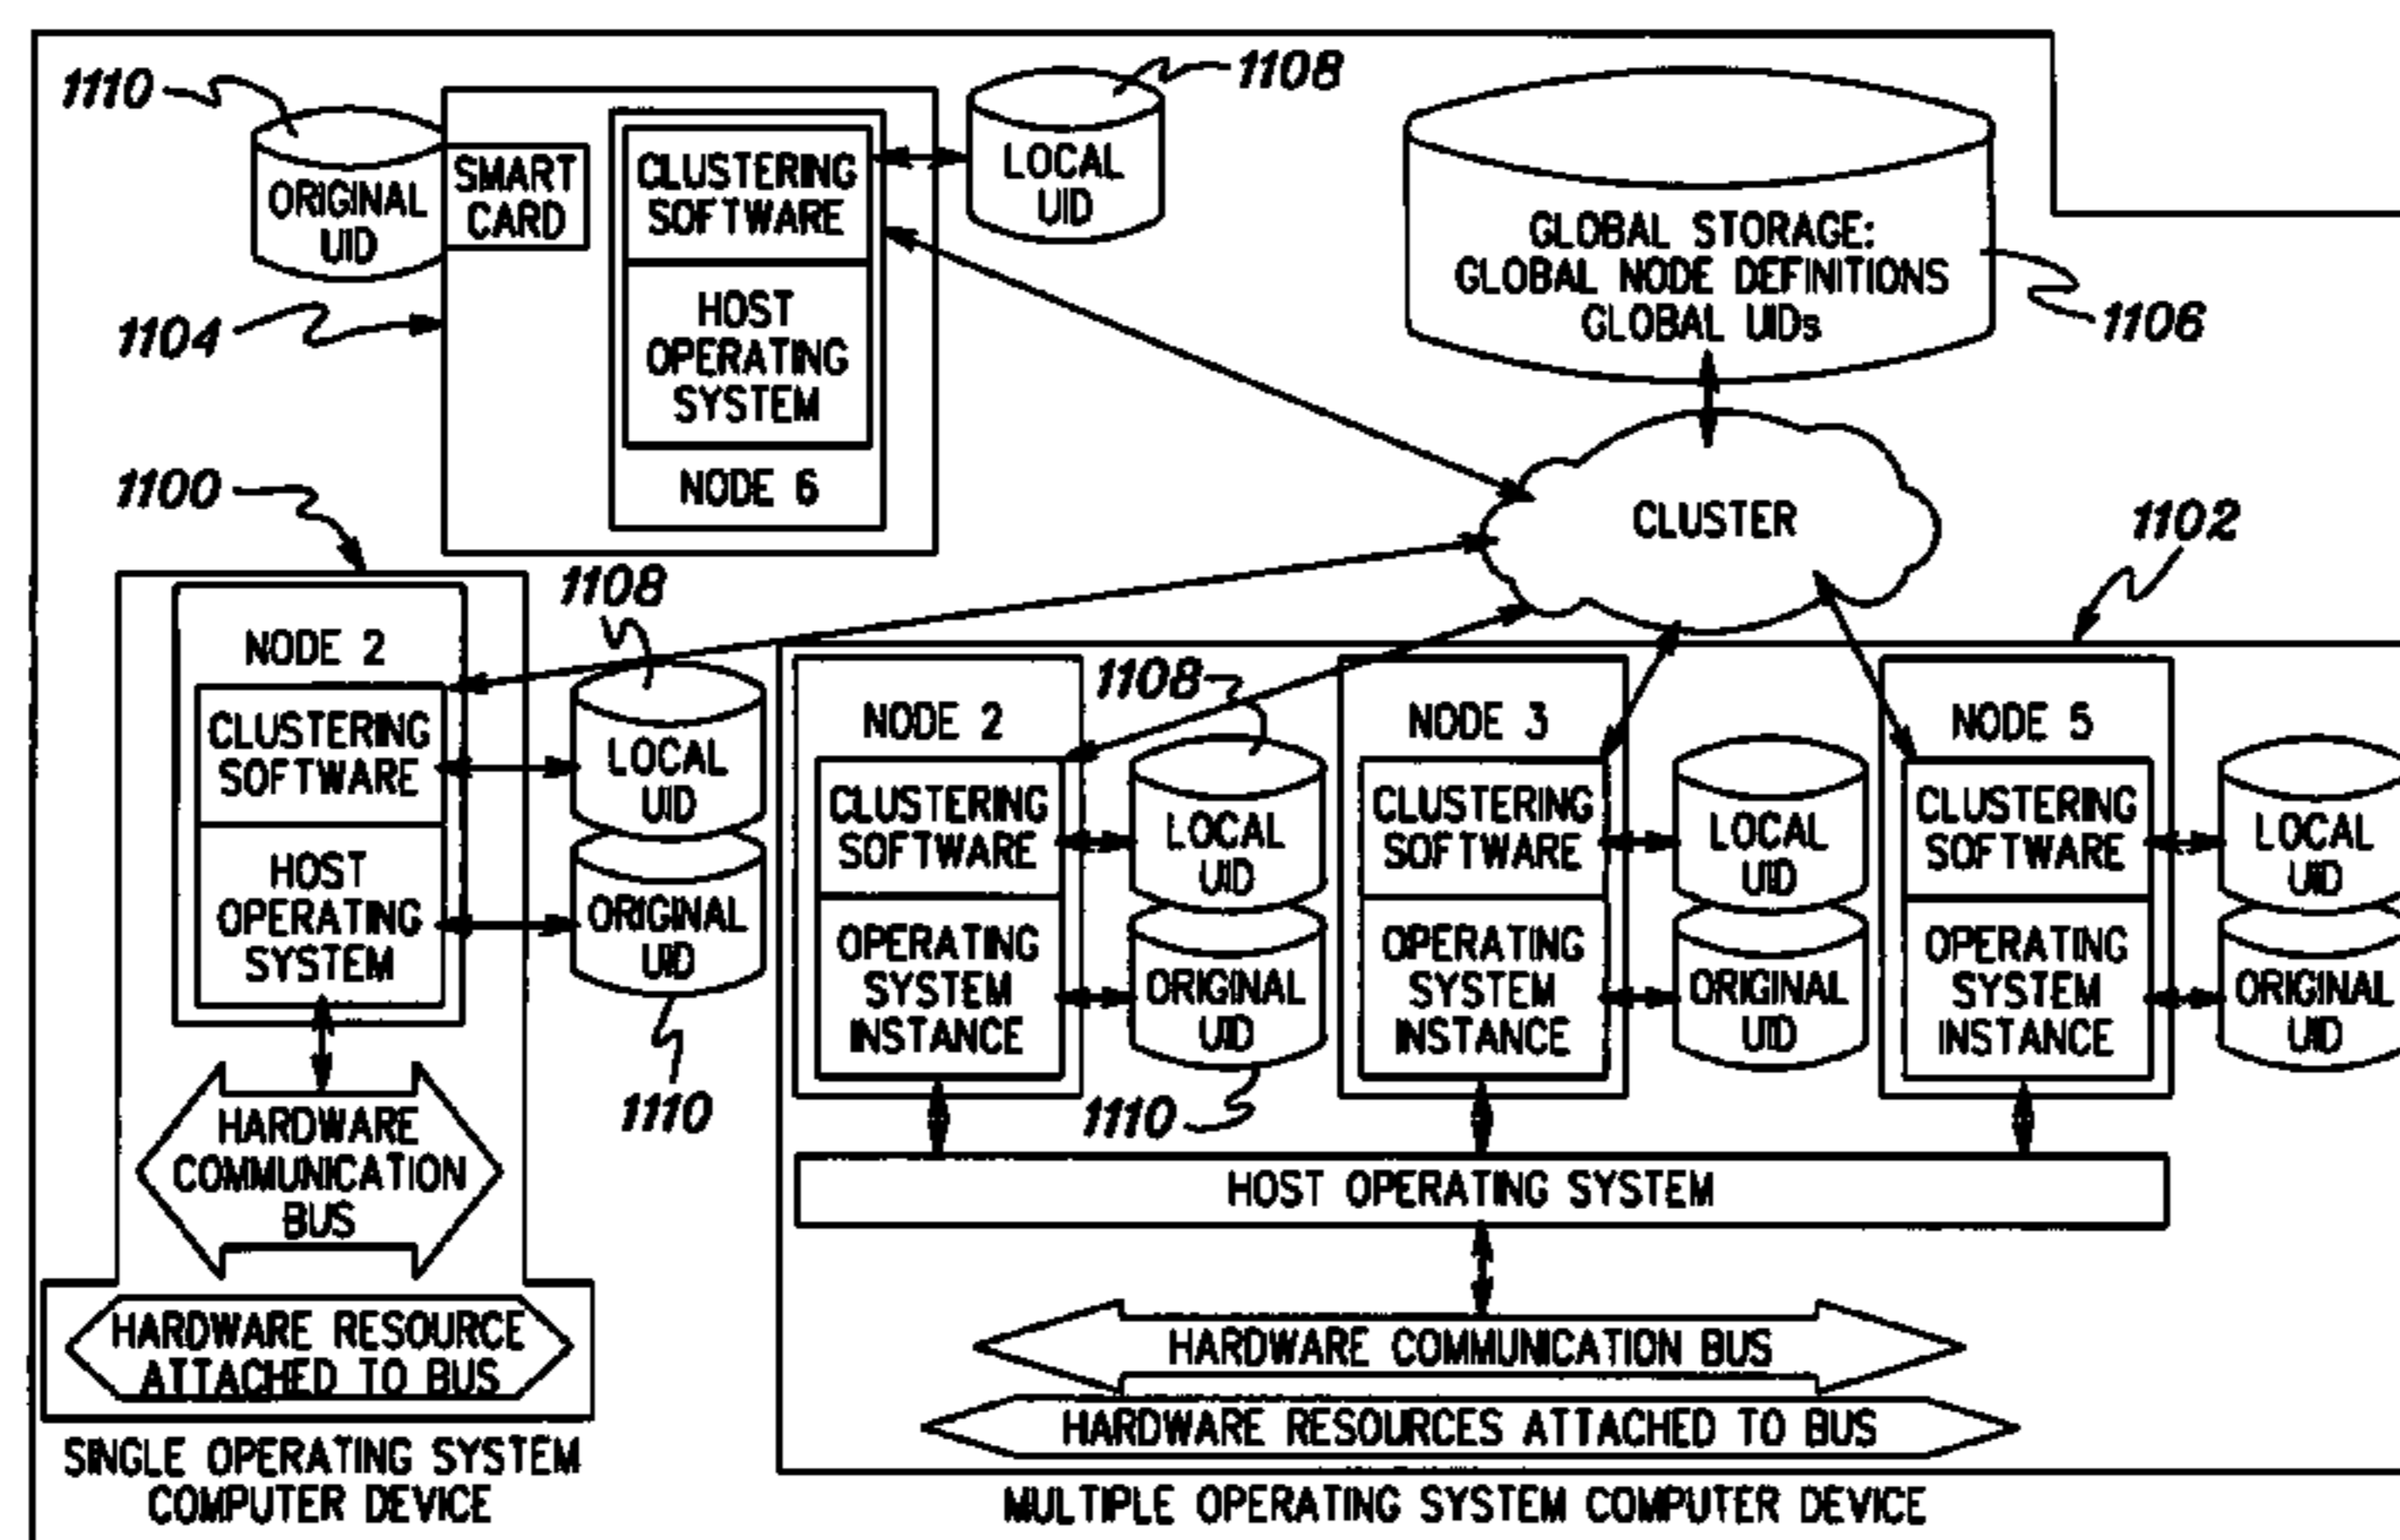 1110
ORIGINAL
UID
SMART
CARD
1104
CLUSTERING
SOFTWARE
HOST
OPERATING
SYSTEM
NODE 6
1108
LOCAL
UID
GLOBAL STORAGE:
GLOBAL NODE DEFINITIONS
GLOBAL UIDs
1106
CLUSTER
1100
NODE 2
CLUSTERING
SOFTWARE
HOST
OPERATING
SYSTEM
1108
LOCAL
UID
ORIGINAL
UID
1110
HARDWARE
COMMUNICATION
BUS
HARDWARE RESOURCE
ATTACHED TO BUS
SINGLE OPERATING SYSTEM
COMPUTER DEVICE
1102
NODE 2
CLUSTERING
SOFTWARE
OPERATING
SYSTEM
INSTANCE
1108
LOCAL
UID
ORIGINAL
UID
1110
NODE 3
CLUSTERING
SOFTWARE
OPERATING
SYSTEM
INSTANCE
LOCAL
UID
ORIGINAL
UID
NODE 5
CLUSTERING
SOFTWARE
OPERATING
SYSTEM
INSTANCE
LOCAL
UID
ORIGINAL
UID
HOST OPERATING SYSTEM
HARDWARE COMMUNICATION BUS
HARDWARE RESOURCES ATTACHED TO BUS
MULTIPLE OPERATING SYSTEM COMPUTER DEVICE